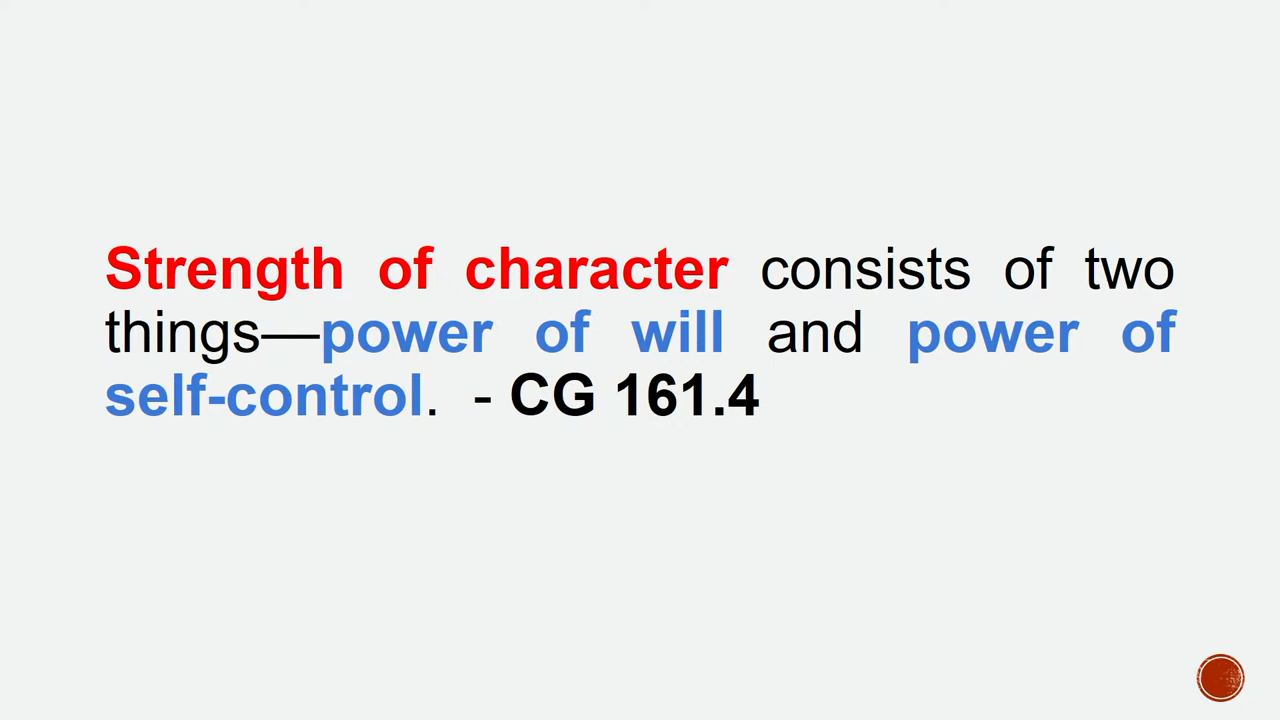 Strength of character consists of two
things—power of will and power of
self-control. - CG 161.4